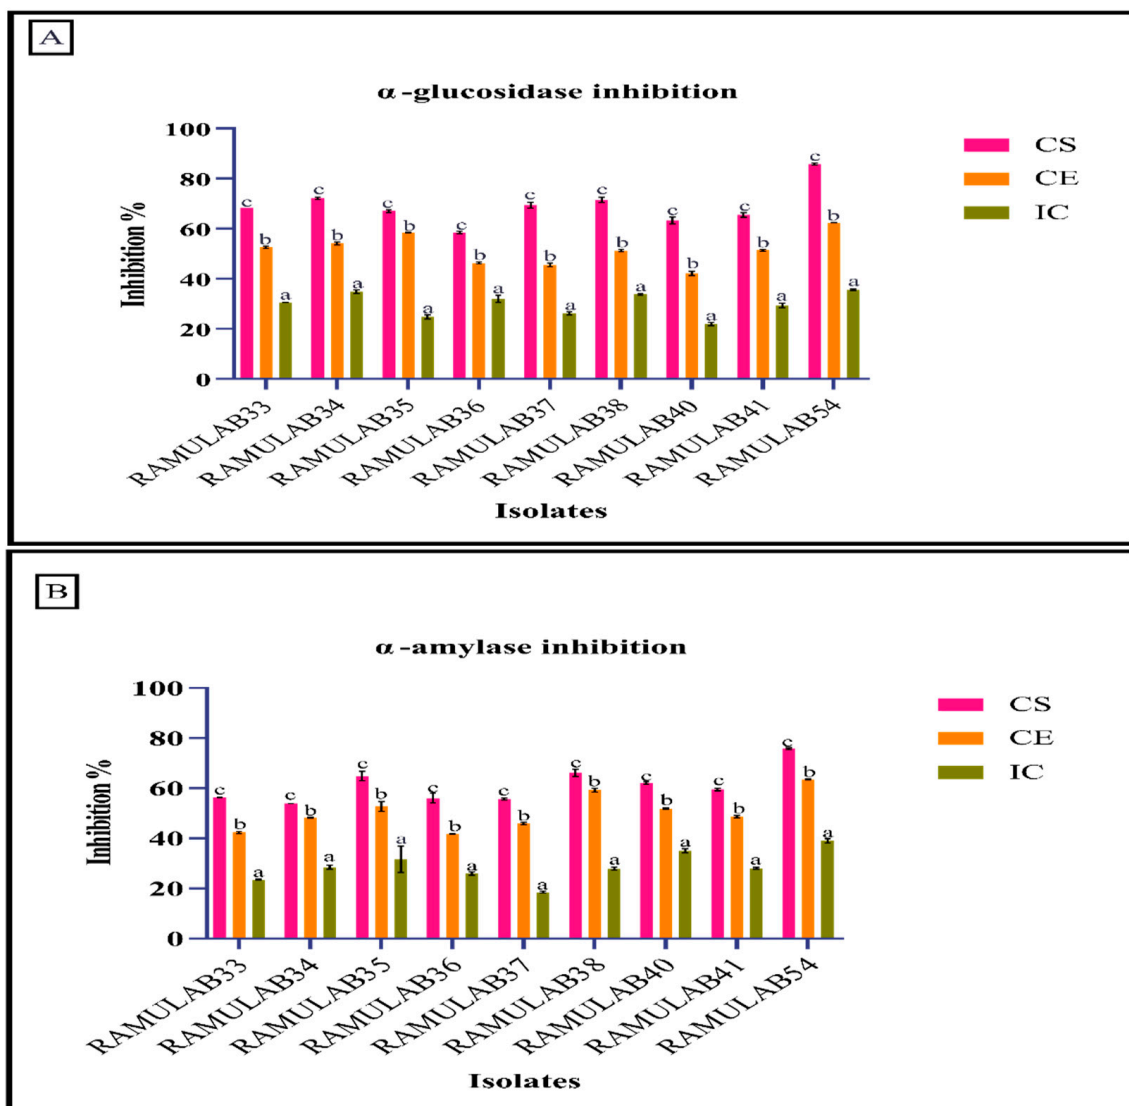 A
α-glucosidase inhibition
Inhibition %
100
80
60
40
20
0
c b a c b a c b a c b a c b a c b a c b a c b a c b a
CS
CE
IC
RAMULAB33
RAMULAB34
RAMULAB35
RAMULAB36
RAMULAB37
RAMULAB38
RAMULAB40
RAMULAB41
RAMULAB54
Isolates
B
α-amylase inhibition
Inhibition %
100
80
60
40
20
0
c b a c b a c b a c b a c b a c b a c b a c b a c b a
CS
CE
IC
RAMULAB33
RAMULAB34
RAMULAB35
RAMULAB36
RAMULAB37
RAMULAB38
RAMULAB40
RAMULAB41
RAMULAB54
Isolates